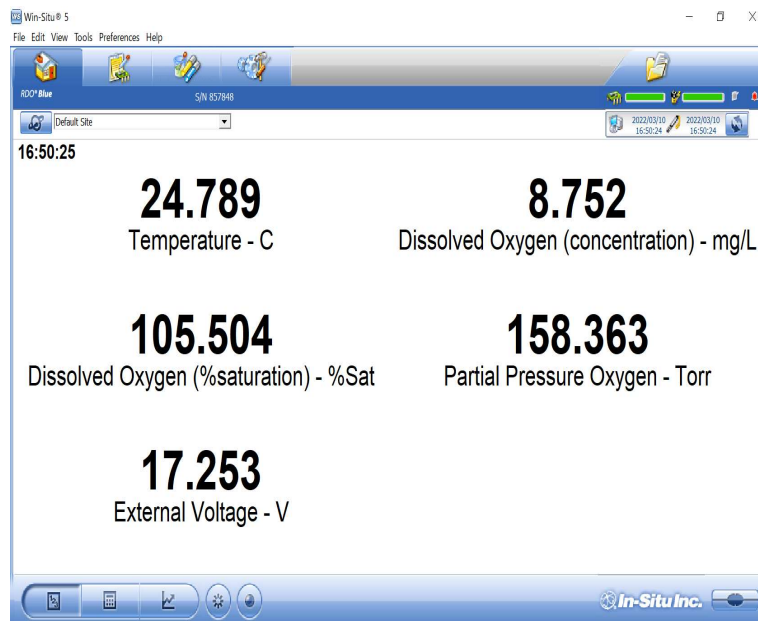 Win-Situ® 5
File Edit View Tools Preferences Help
RDO® Blue
S/N 857848
Default Site
2022/03/10 2022/03/10
16:50:24 16:50:24
16:50:25
24.789 8.752
Temperature - C Dissolved Oxygen (concentration) - mg/L
105.504 158.363
Dissolved Oxygen (%saturation) - %Sat Partial Pressure Oxygen - Torr
17.253
External Voltage - V
In-Situ Inc.